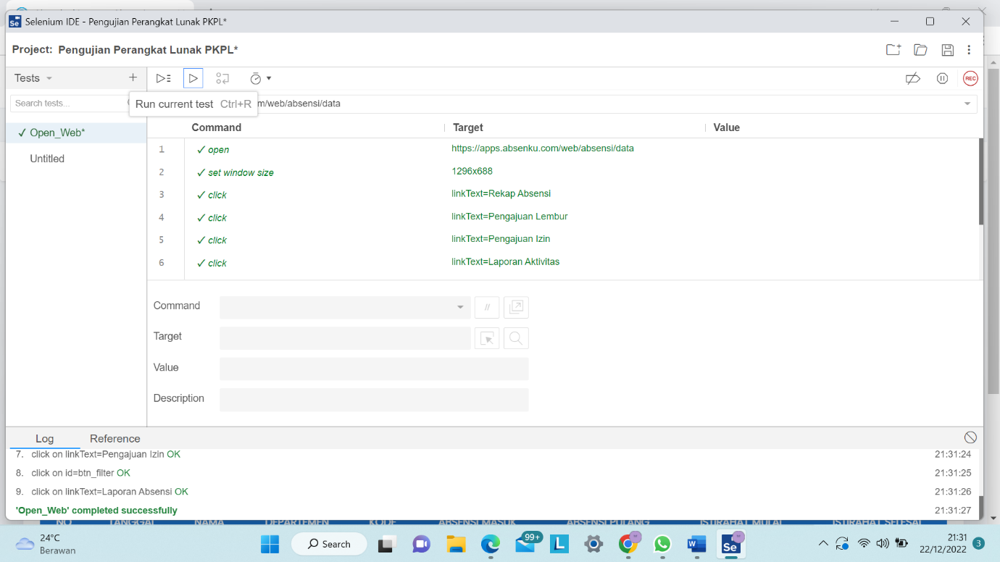 Selenium IDE - Pengujian Perangkat Lunak PKPL*
Project: Pengujian Perangkat Lunak PKPL*
Tests
REC
Search tests...
Run current test Ctrl+R
m/web/absensi/data
Command Target Value
✓ Open_Web*
Untitled
1 ✓ open https://apps.absenku.com/web/absensi/data
2 ✓ set window size 1296x688
3 ✓ click linkText=Rekap Absensi
4 ✓ click linkText=Pengajuan Lembur
5 ✓ click linkText=Pengajuan Izin
6 ✓ click linkText=Laporan Aktivitas
Command //
Target
Value
Description
Log Reference
7. click on linkText=Pengajuan Izin OK 21:31:24
8. click on id=btn_filter OK 21:31:25
9. click on linkText=Laporan Absensi OK 21:31:26
'Open_Web' completed successfully 21:31:27
NO TANGGAL NAMA DEPARTEMEN KODE ABSENSI MASUK ABSENSI PULANG ISTIRAHAT MULAI ISTIRAHAT SELESAI
24°C
Berawan
Search
99+
21:31
22/12/2022
3